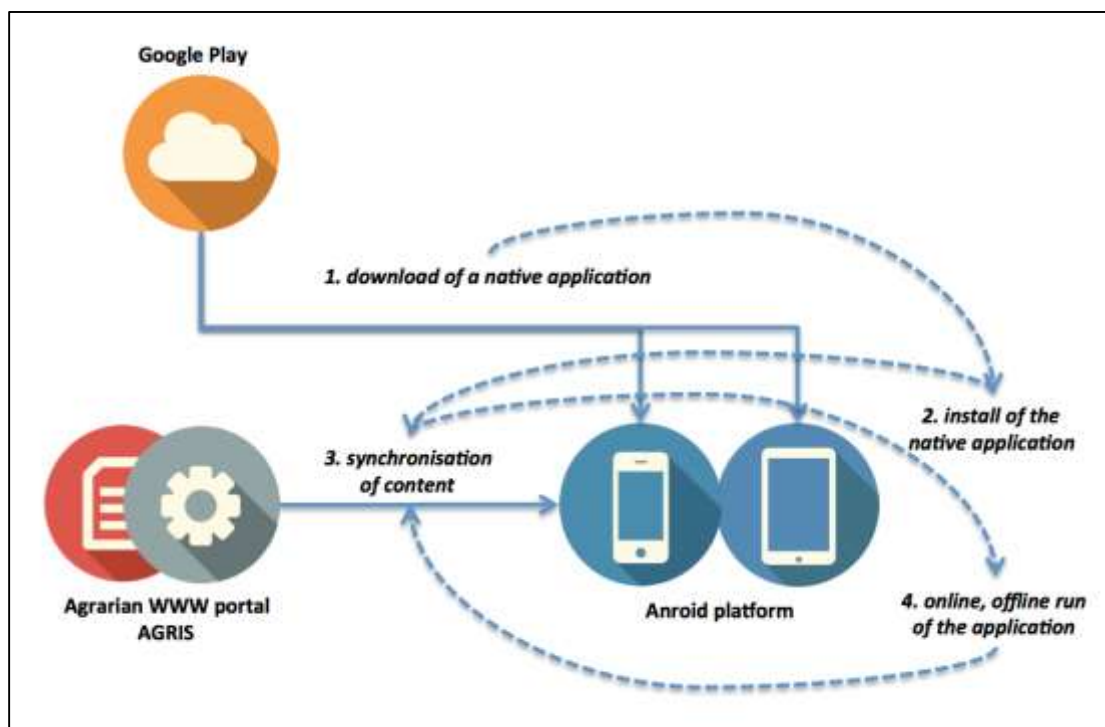 Google Play
1. download of a native application
2. install of the
native application
3. synchronisation
of content
Agrarian WWW portal
AGRIS
Anroid platform
4. online, offline run
of the application